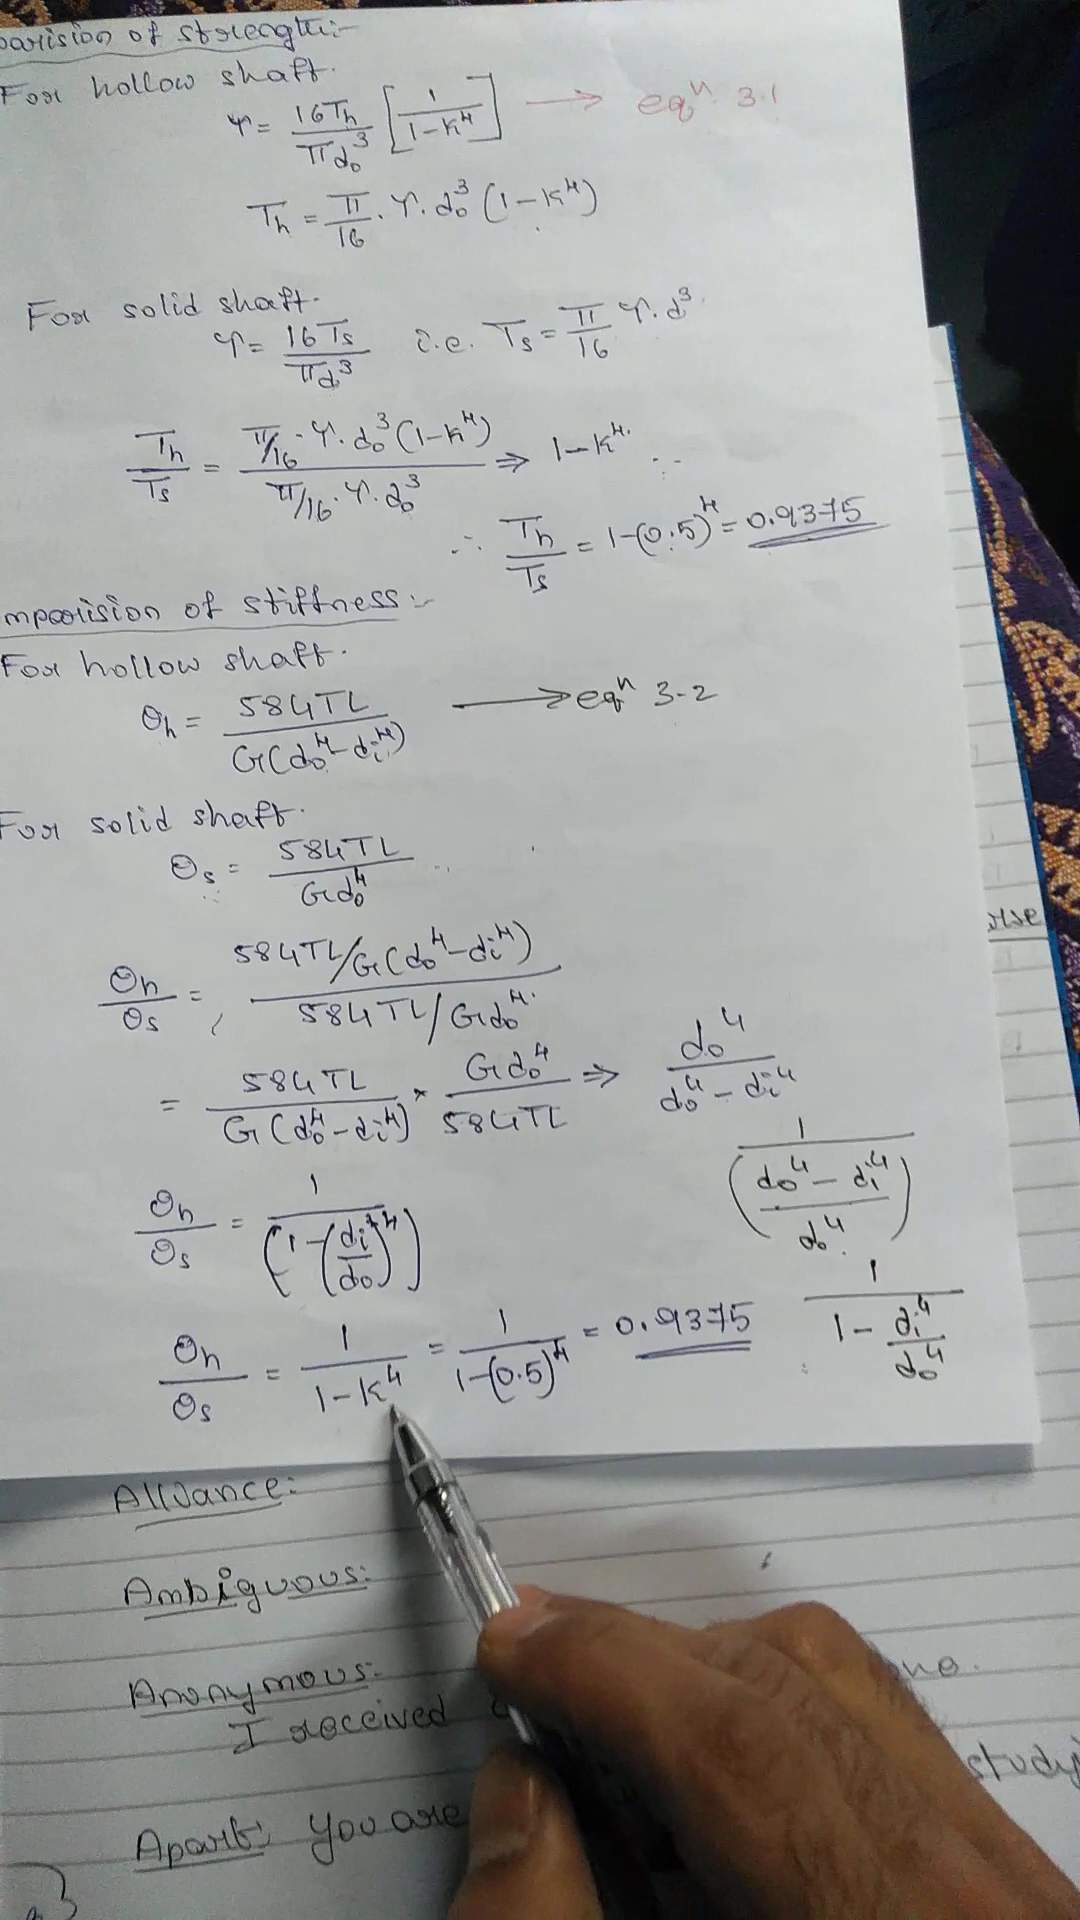 parision of strength:-
For hollow shaft.
τ = 16Th / πdo³ [1 / 1-K⁴] → eqⁿ 3.1
Th = π/16 . τ. do³ (1-K⁴)
For solid shaft.
τ = 16Ts / πd³ i.e. Ts = π/16 τ. d³
Th/Ts = π/16 . τ. do³ (1-K⁴) / π/16 . τ. do³ ⇒ 1-K⁴.
∴ Th/Ts = 1-(0.5)⁴ = 0.9375
mparision of stiffness:-
For hollow shaft.
θh = 584TL / G(do⁴-di⁴) → eqⁿ 3.2
For solid shaft.
θs = 584TL / Gdo⁴
θh/θs = 584TL/G(do⁴-di⁴) / 584TL/Gdo⁴
= 584TL / G(do⁴-di⁴) × Gdo⁴ / 584TL ⇒ do⁴ / do⁴-di⁴
θh/θs = 1 / (1-(di/do)⁴)
1 / (do⁴-di⁴ / do⁴)
θh/θs = 1 / 1-K⁴ = 1 / 1-(0.5)⁴ = 0.9375
1 / 1- di⁴/do⁴
Allwance:
Ambiguous:
Anonymous:
I received
study
Apart: you are